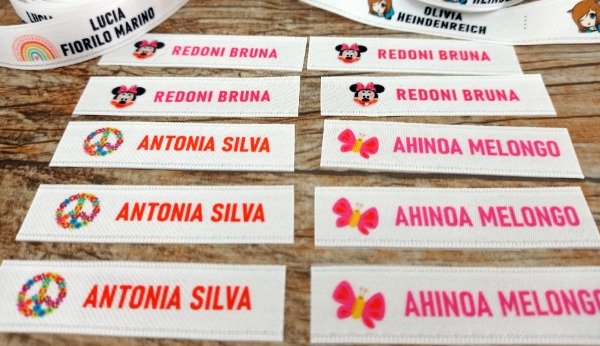 LUCIA
FIORILO MARINO
OLIVIA
HEINDENREICH
REDONI BRUNA
REDONI BRUNA
REDONI BRUNA
REDONI BRUNA
ANTONIA SILVA
AHINOA MELONGO
ANTONIA SILVA
AHINOA MELONGO
ANTONIA SILVA
AHINOA MELONGO